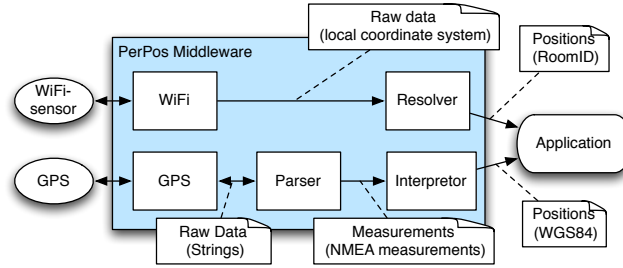 Raw data
(local coordinate system)
Positions
(RoomID)
PerPos Middleware
WiFi-
sensor
WiFi
Resolver
Application
GPS
GPS
Parser
Interpretor
Raw Data
(Strings)
Measurements
(NMEA measurements)
Positions
(WGS84)